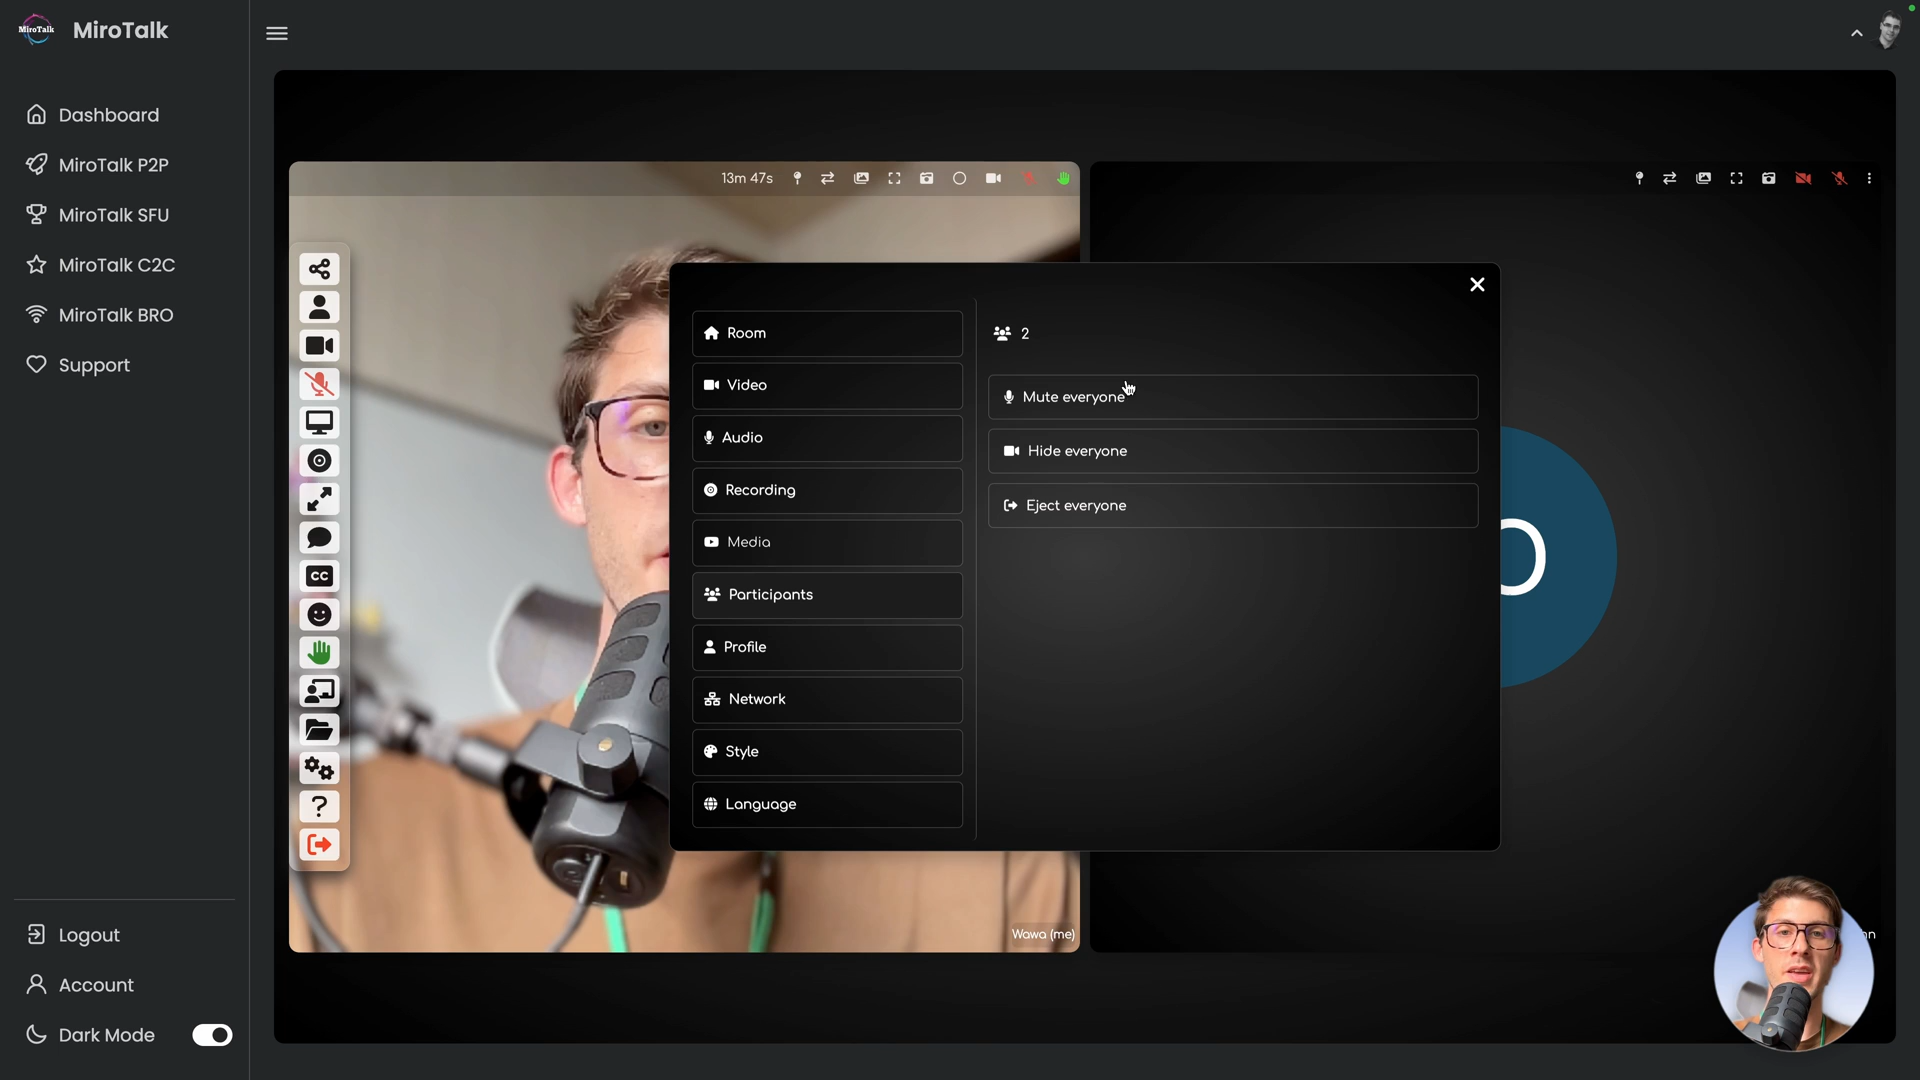 MiroTalk
MiroTalk
Dashboard
MiroTalk P2P
MiroTalk SFU
MiroTalk C2C
MiroTalk BRO
Support
Logout
Account
Dark Mode
13m 47s
CC
?
Wawa (me)
Room
Video
Audio
Recording
Media
Participants
Profile
Network
Style
Language
2
Mute everyone
Hide everyone
Eject everyone